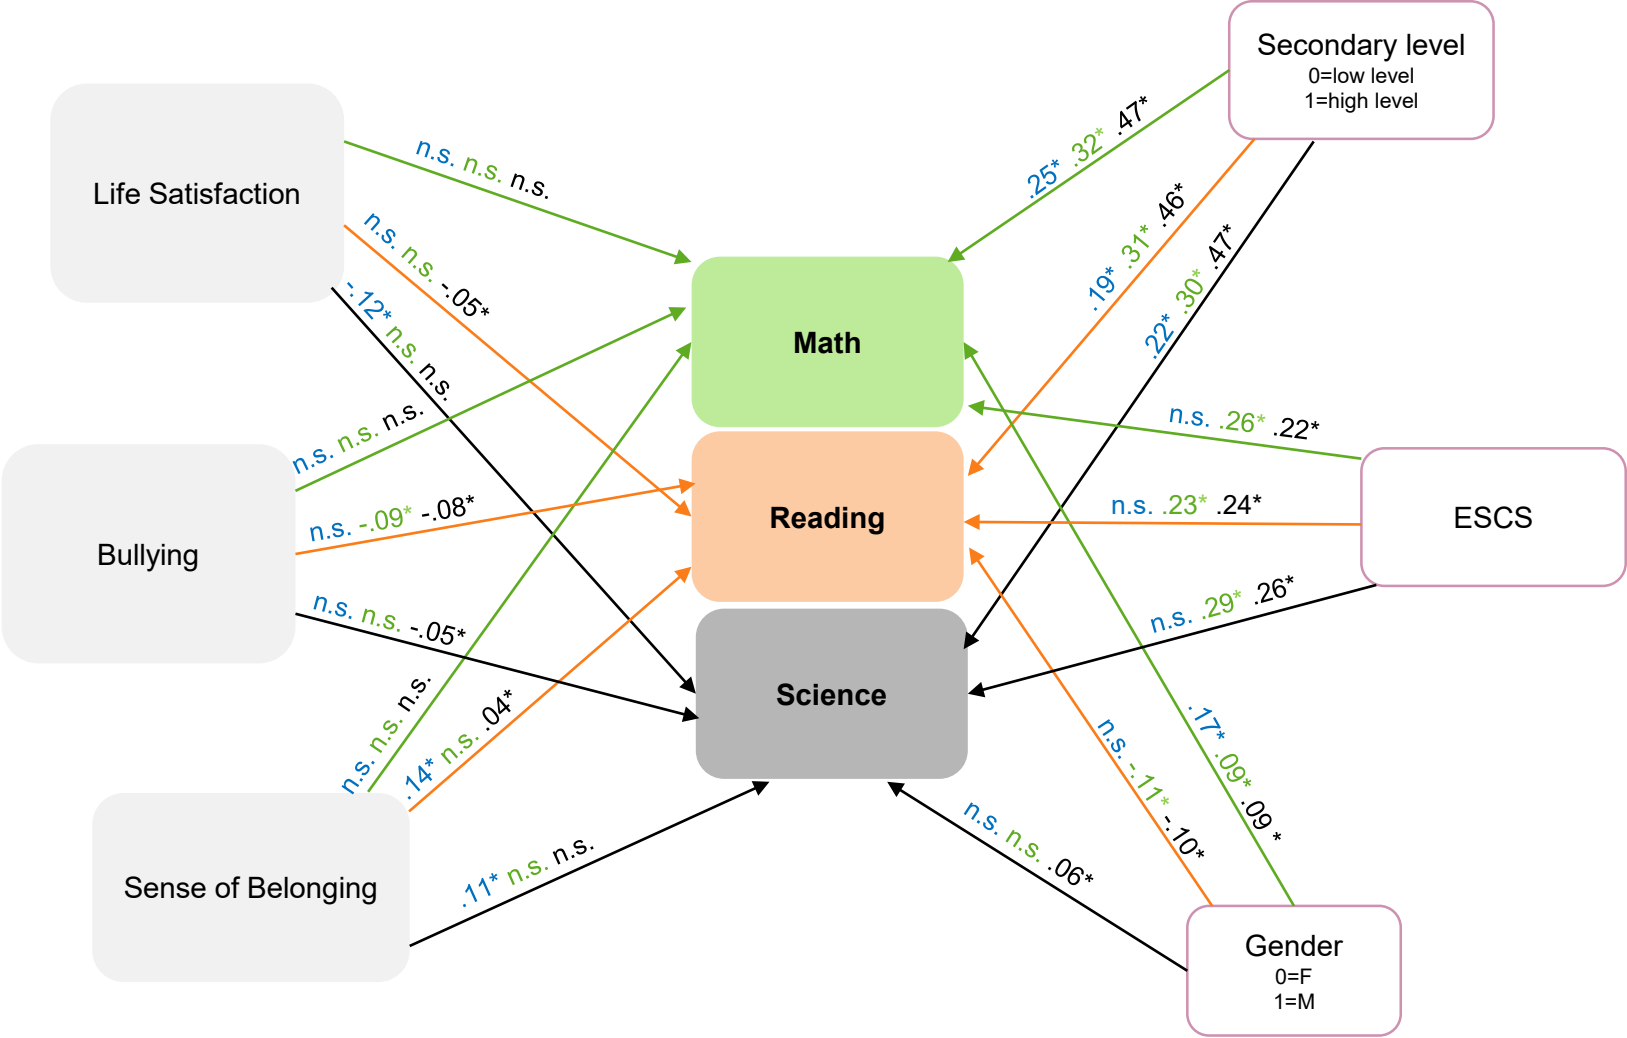 Secondary level
0=low level
1=high level
.25* .32* .47*
n.s. n.s. n.s.
Life Satisfaction
n.s. n.s. -.05*
.19* .31* .46*
.22* .30* .47*
-.12* n.s. n.s.
Math
n.s. n.s. n.s.
n.s. .26* .22*
Bullying
n.s. -.09* -.08*
Reading
n.s. .23* .24*
ESCS
n.s. n.s. -.05*
n.s. .29* .26*
Science
n.s. n.s. n.s.
.14* n.s. .04*
.17* .09* .09 *
n.s. -.11* -.10*
Sense of Belonging
.11* n.s. n.s.
n.s. n.s. .06*
Gender
0=F
1=M